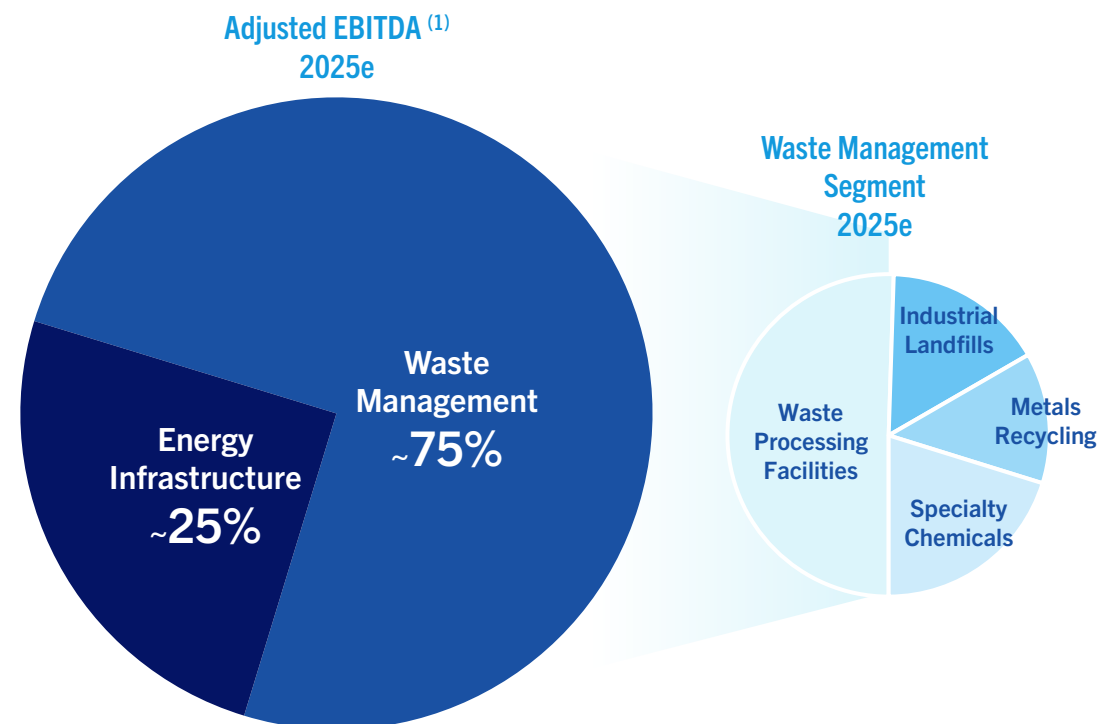 Adjusted EBITDA (1)
2025e
Waste
Management
~75%
Energy
Infrastructure
~25%
Waste Management
Segment
2025e
Industrial
Landfills
Metals
Recycling
Waste
Processing
Facilities
Specialty
Chemicals